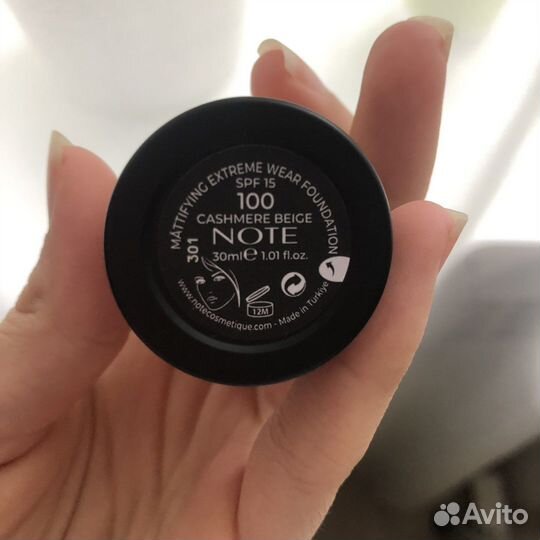 MATTIFYING EXTREME WEAR FOUNDATION
SPF 15
100
CASHMERE BEIGE
NOTE
30ml e 1.01 fl.oz.
301
12M
www.notecosmetique.com - Made in Türkiye
Avito